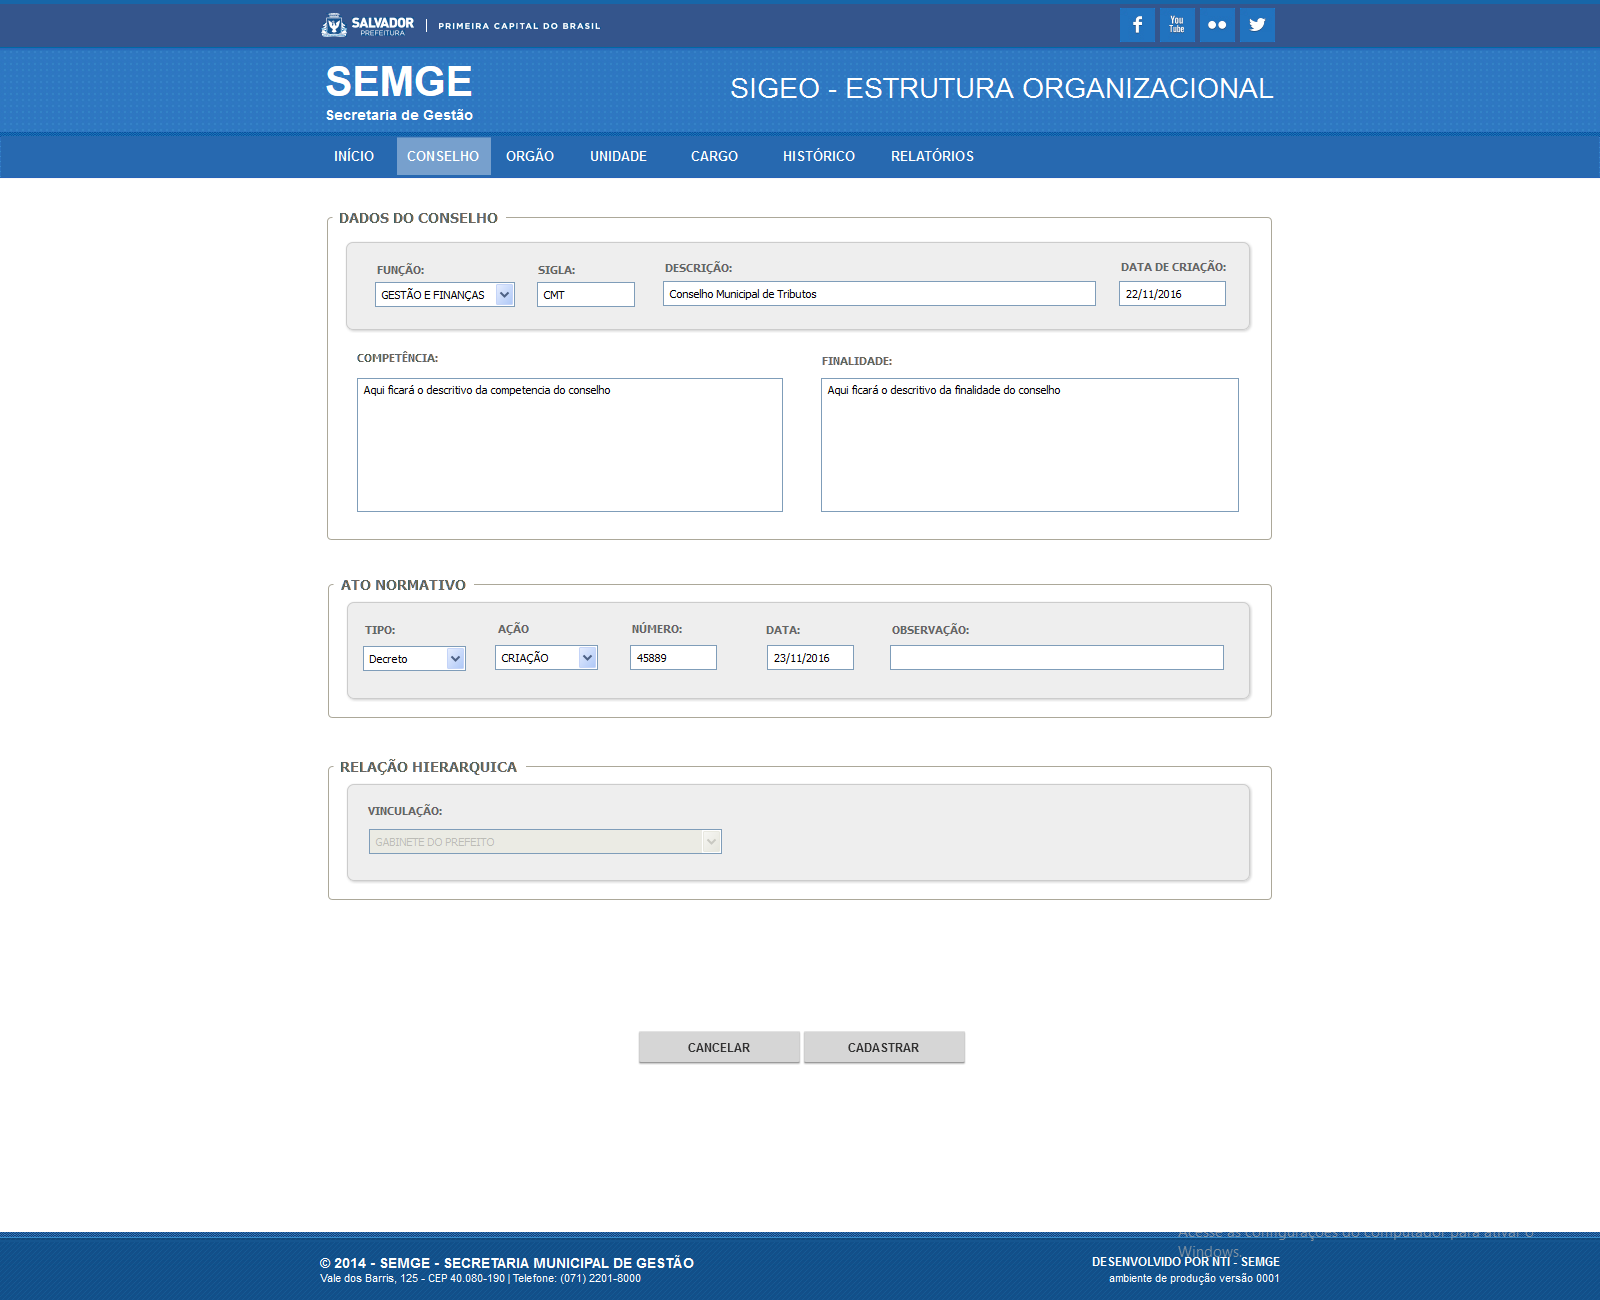 SALVADOR
PREFEITURA
PRIMEIRA CAPITAL DO BRASIL
You
Tube
SEMGE
Secretaria de Gestão
SIGEO - ESTRUTURA ORGANIZACIONAL
INÍCIO CONSELHO ORGÃO UNIDADE CARGO HISTÓRICO RELATÓRIOS
DADOS DO CONSELHO
FUNÇÃO: SIGLA: DESCRIÇÃO: DATA DE CRIAÇÃO:
GESTÃO E FINANÇAS CMT Conselho Municipal de Tributos 22/11/2016
COMPETÊNCIA: FINALIDADE:
Aqui ficará o descritivo da competencia do conselho Aqui ficará o descritivo da finalidade do conselho
ATO NORMATIVO
TIPO: AÇÃO NÚMERO: DATA: OBSERVAÇÃO:
Decreto CRIAÇÃO 45889 23/11/2016
RELAÇÃO HIERARQUICA
VINCULAÇÃO:
GABINETE DO PREFEITO
CANCELAR CADASTRAR
Acesse as configurações do computador para ativar o
Windows.
© 2014 - SEMGE - SECRETARIA MUNICIPAL DE GESTÃO
Vale dos Barris, 125 - CEP 40.080-190 | Telefone: (071) 2201-8000
DESENVOLVIDO POR NTI - SEMGE
ambiente de produção versão 0001